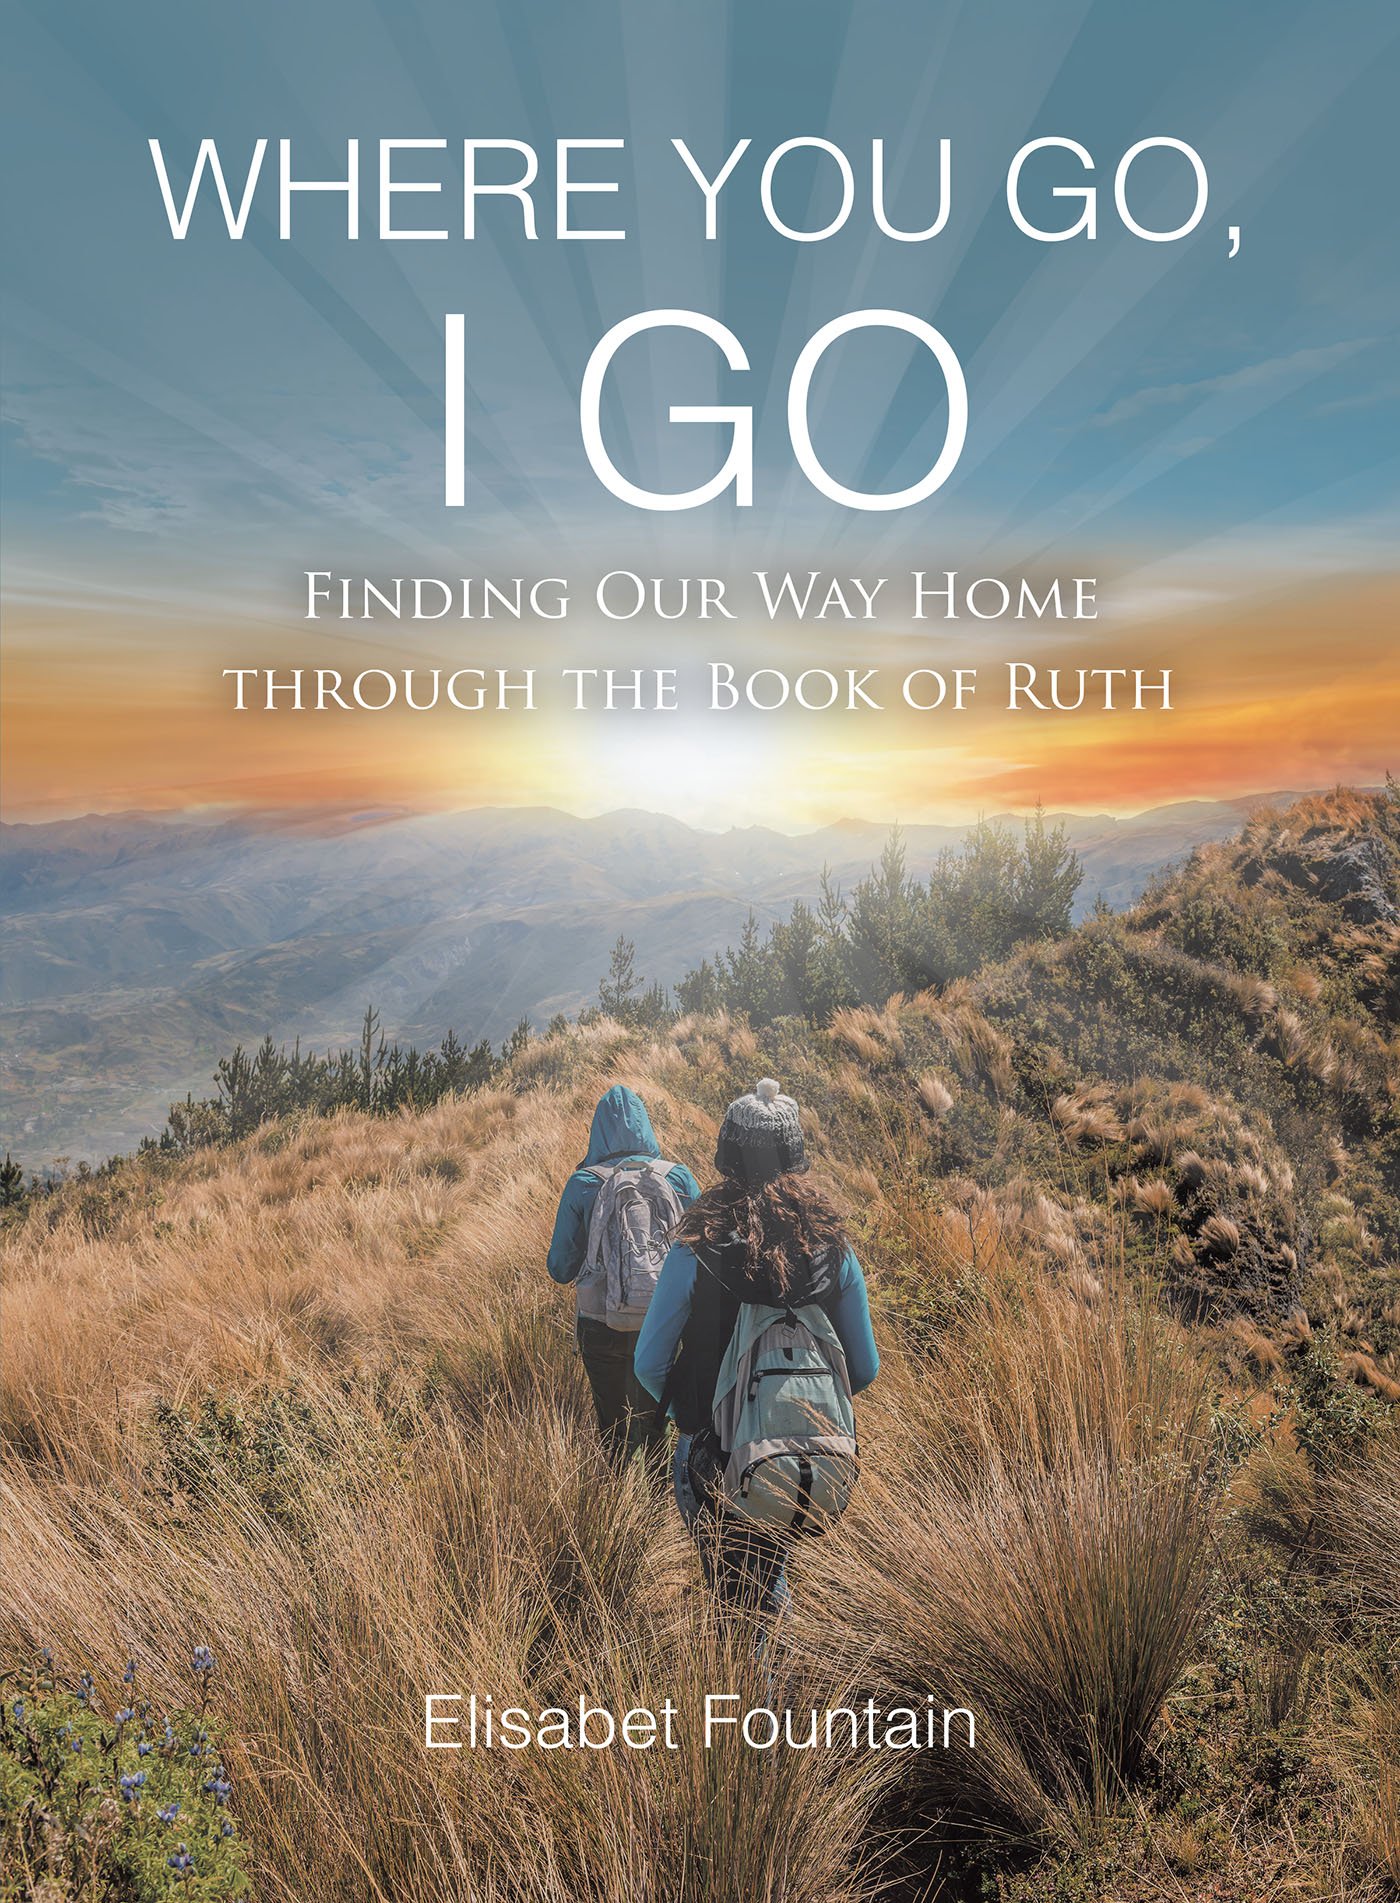 WHERE YOU GO,
I GO
FINDING OUR WAY HOME
THROUGH THE BOOK OF RUTH
Elisabet Fountain